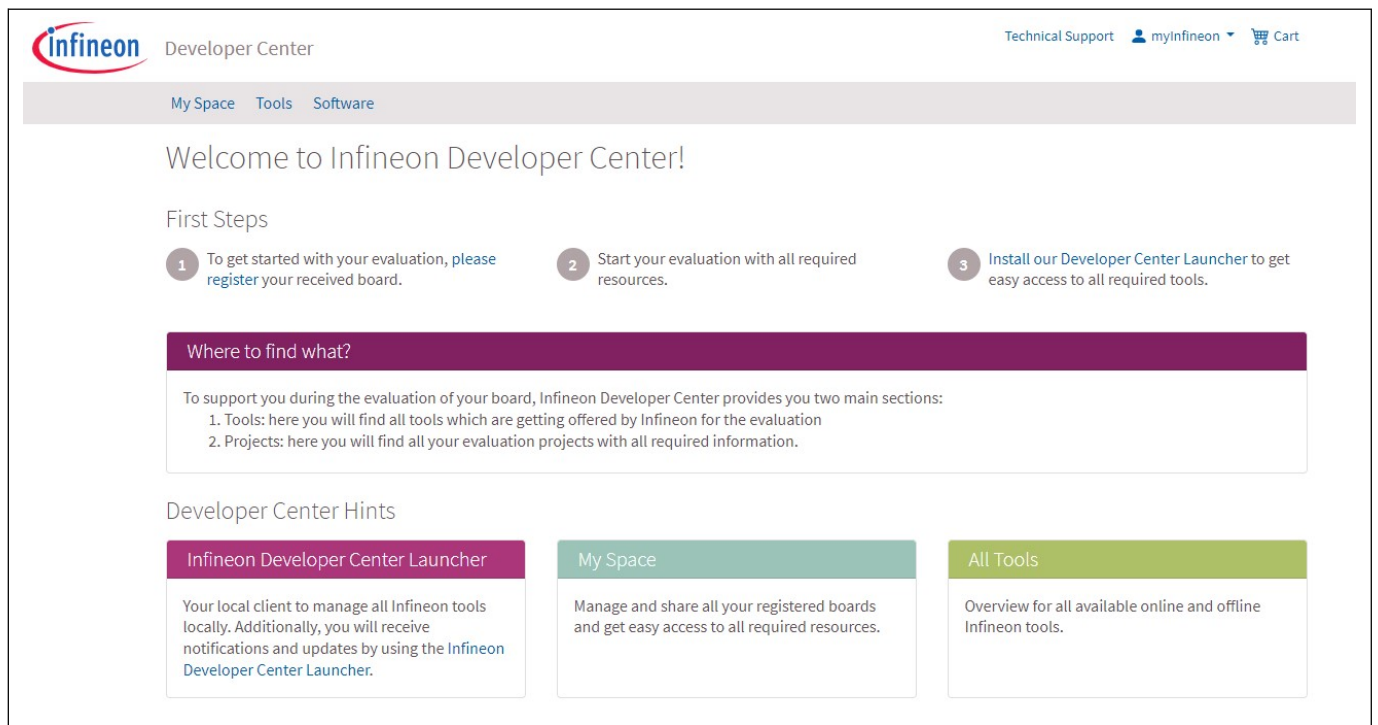 infineon Developer Center
Technical Support myInfineon Cart
My Space Tools Software
Welcome to Infineon Developer Center!
First Steps
1 To get started with your evaluation, please
register your received board.
2 Start your evaluation with all required
resources.
3 Install our Developer Center Launcher to get
easy access to all required tools.
Where to find what?
To support you during the evaluation of your board, Infineon Developer Center provides you two main sections:
1. Tools: here you will find all tools which are getting offered by Infineon for the evaluation
2. Projects: here you will find all your evaluation projects with all required information.
Developer Center Hints
Infineon Developer Center Launcher
Your local client to manage all Infineon tools
locally. Additionally, you will receive
notifications and updates by using the Infineon
Developer Center Launcher.
My Space
Manage and share all your registered boards
and get easy access to all required resources.
All Tools
Overview for all available online and offline
Infineon tools.